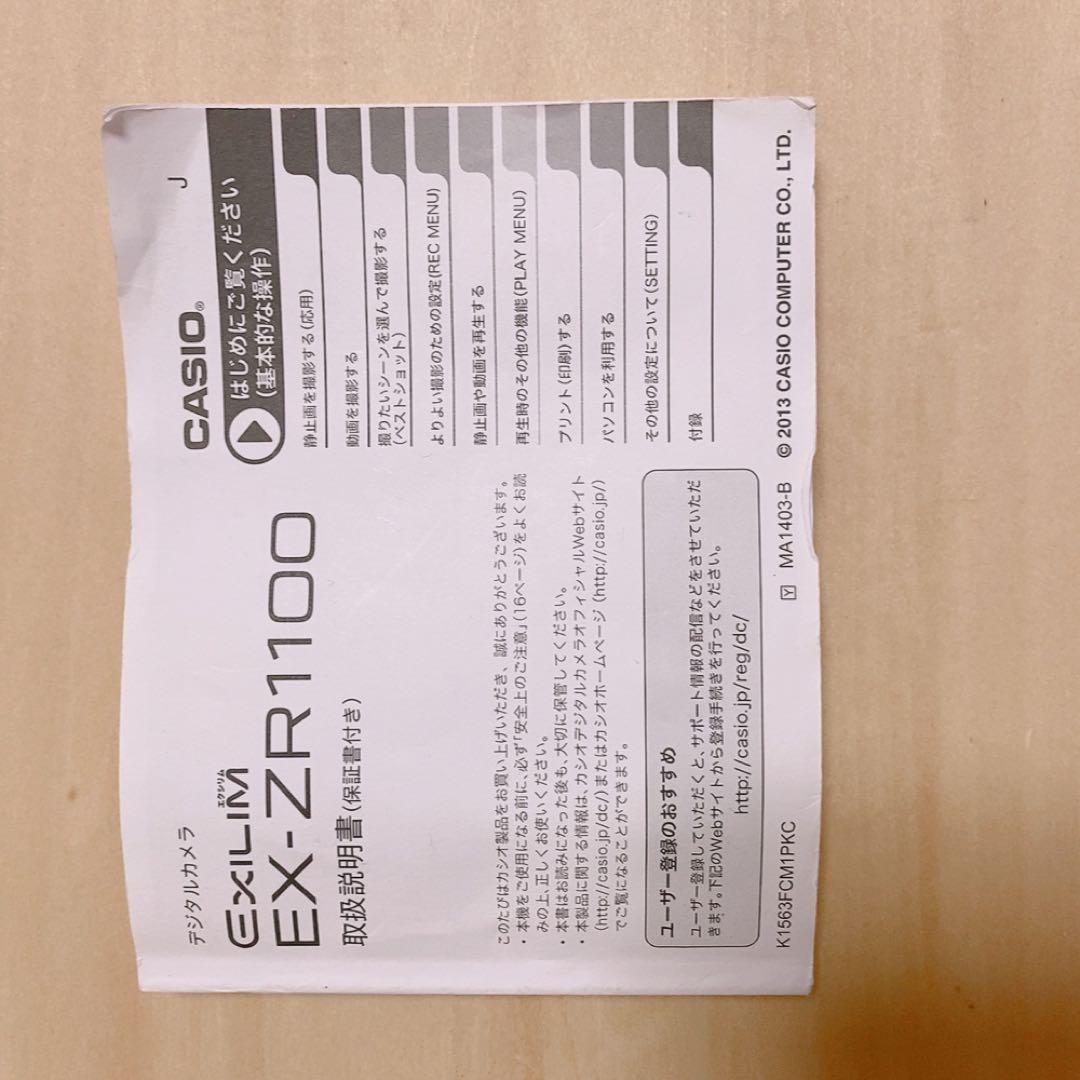 デジタルカメラ
EXILIM
エクシリム
EX-ZR1100
取扱説明書(保証書付き)
このたびはカシオ製品をお買い上げいただき、誠にありがとうございます。
・本機をご使用になる前に、必ず「安全上のご注意」(16ページ)をよくお読
みの上、正しくお使いください。
・本書はお読みになった後も、大切に保管してください。
・本製品に関する情報は、カシオデジタルカメラオフィシャルWebサイト
(http://casio.jp/dc/)またはカシオホームページ(http://casio.jp/)
でご覧になることができます。
ユーザー登録のおすすめ
ユーザー登録していただくと、サポート情報の配信などをさせていただ
きます。下記のWebサイトから登録手続きを行ってください。
http://casio.jp/reg/dc/
K1563FCM1PKC
Y MA1403-B
© 2013 CASIO COMPUTER CO., LTD.
J
CASIO®
はじめにご覧ください
(基本的な操作)
静止画を撮影する(応用)
動画を撮影する
撮りたいシーンを選んで撮影する
(ベストショット)
よりよい撮影のための設定(REC MENU)
静止画や動画を再生する
再生時のその他の機能(PLAY MENU)
プリント(印刷)する
パソコンを利用する
その他の設定について(SETTING)
付録